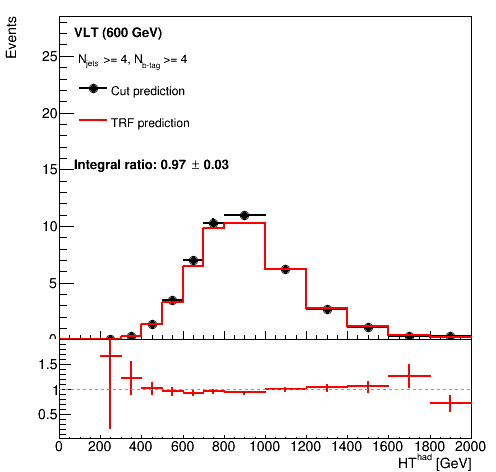 Events
VLT (600 GeV)
N_jets >= 4, N_b-tag >= 4
Cut prediction
TRF prediction
Integral ratio: 0.97 ± 0.03
25
20
15
10
5
0
1.5
1
0.5
0 200 400 600 800 1000 1200 1400 1600 1800 2000
HT^had [GeV]